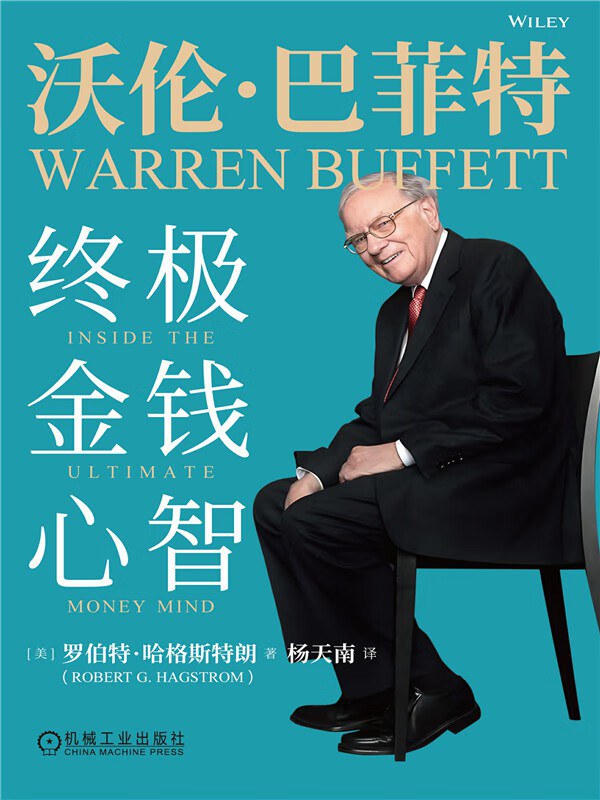 WILEY
沃伦·巴菲特
WARREN BUFFETT
终极
INSIDE THE
金钱
ULTIMATE
心智
MONEY MIND
[美] 罗伯特·哈格斯特朗 著 杨天南 译
(ROBERT G. HAGSTROM)
机械工业出版社
CHINA MACHINE PRESS